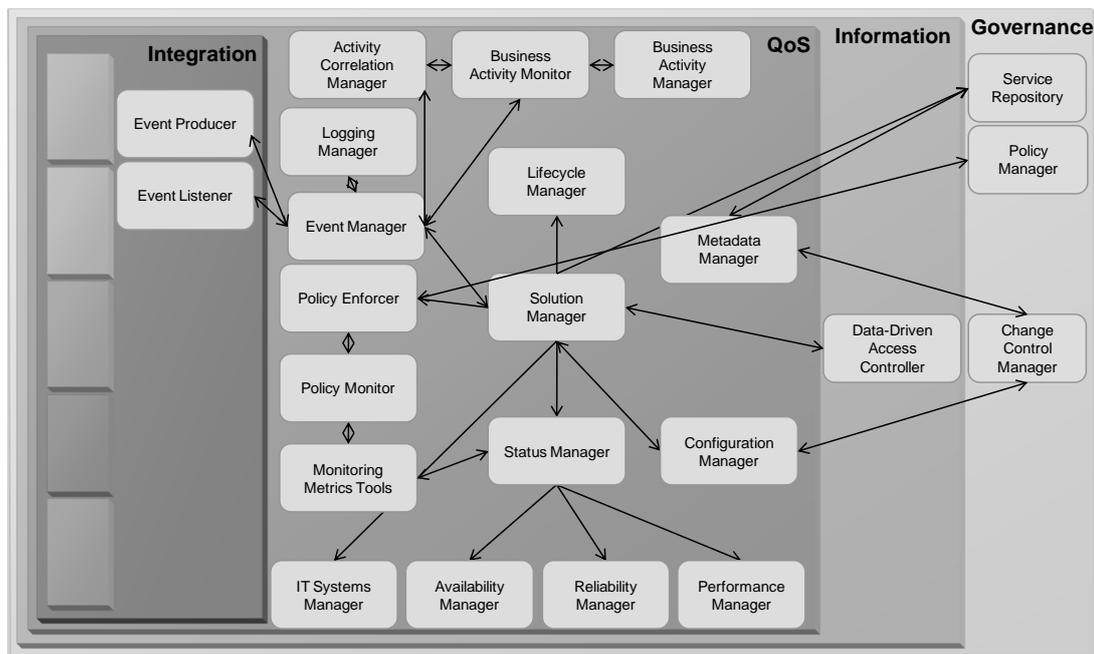 Integration
QoS
Information
Governance
Activity
Correlation
Manager
Business
Activity Monitor
Business
Activity
Manager
Service
Repository
Event Producer
Logging
Manager
Policy
Manager
Event Listener
Lifecycle
Manager
Event Manager
Metadata
Manager
Policy Enforcer
Solution
Manager
Data-Driven
Access
Controller
Change
Control
Manager
Policy Monitor
Monitoring
Metrics Tools
Status Manager
Configuration
Manager
IT Systems
Manager
Availability
Manager
Reliability
Manager
Performance
Manager